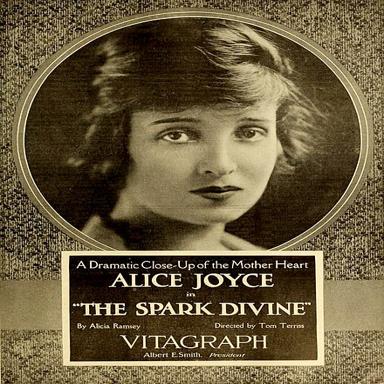 A Dramatic Close-Up of the Mother Heart
ALICE JOYCE
in
"THE SPARK DIVINE"
By Alicia Ramsey Directed by Tom Terriss
VITAGRAPH
Albert E. Smith, President